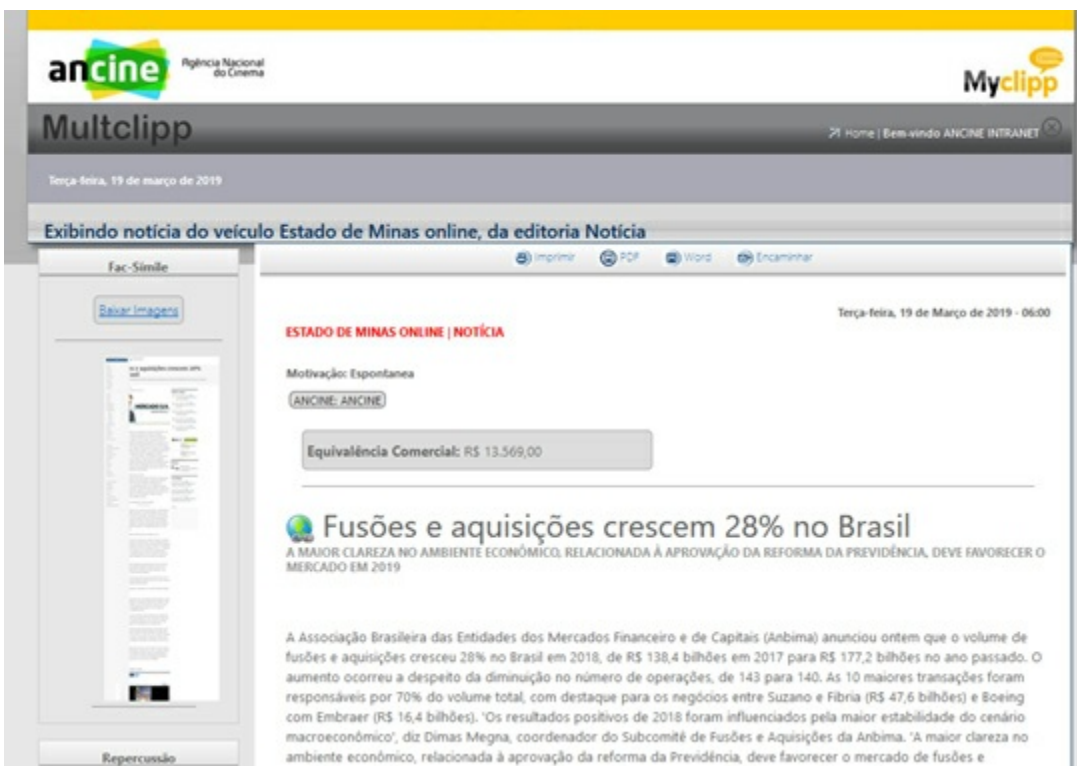 ancine Agência Nacional
do Cinema
Myclipp
Multclipp
Home | Bem-vindo ANCINE INTRANET
Terça-feira, 19 de março de 2019
Exibindo notícia do veículo Estado de Minas online, da editoria Notícia
Fac-Símile
Baixar Imagens
Repercussão
Imprimir PDF Word Encaminhar
Terça-feira, 19 de Março de 2019 - 06:00
ESTADO DE MINAS ONLINE | NOTÍCIA
Motivação: Espontanea
ANCINE: ANCINE
Equivalência Comercial: R$ 13.569,00
Fusões e aquisições crescem 28% no Brasil
A MAIOR CLAREZA NO AMBIENTE ECONÔMICO, RELACIONADA À APROVAÇÃO DA REFORMA DA PREVIDÊNCIA, DEVE FAVORECER O
MERCADO EM 2019
A Associação Brasileira das Entidades dos Mercados Financeiro e de Capitais (Anbima) anunciou ontem que o volume de
fusões e aquisições cresceu 28% no Brasil em 2018, de R$ 138,4 bilhões em 2017 para R$ 177,2 bilhões no ano passado. O
aumento ocorreu a despeito da diminuição no número de operações, de 143 para 140. As 10 maiores transações foram
responsáveis por 70% do volume total, com destaque para os negócios entre Suzano e Fibria (R$ 47,6 bilhões) e Boeing
com Embraer (R$ 16,4 bilhões). 'Os resultados positivos de 2018 foram influenciados pela maior estabilidade do cenário
macroeconômico', diz Dimas Megna, coordenador do Subcomitê de Fusões e Aquisições da Anbima. 'A maior clareza no
ambiente econômico, relacionada à aprovação da reforma da Previdência, deve favorecer o mercado de fusões e